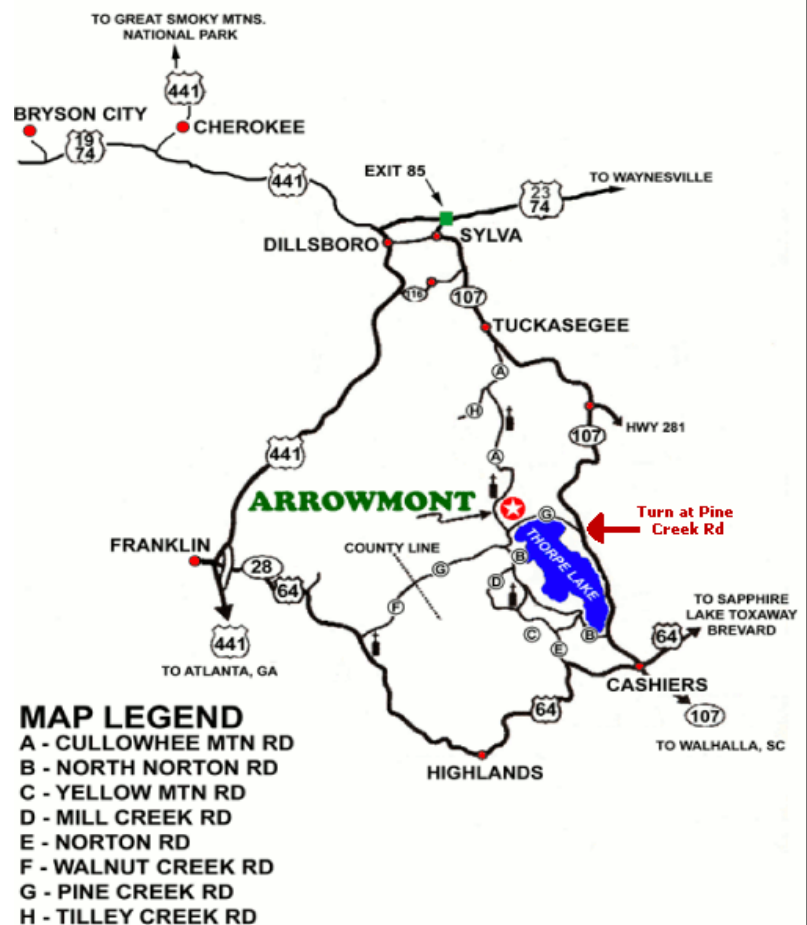 TO GREAT SMOKY MTNS.
NATIONAL PARK
441
BRYSON CITY
CHEROKEE
19
74
441
EXIT 85
23
74
TO WAYNESVILLE
DILLSBORO
SYLVA
116
107
TUCKASEGEE
A
H
HWY 281
107
441
A
ARROWMONT
G
Turn at Pine
Creek Rd
THORPE LAKE
FRANKLIN
28
64
COUNTY LINE
B
G
D
F
TO SAPPHIRE
LAKE TOXAWAY
BREVARD
C
B
E
64
441
TO ATLANTA, GA
CASHIERS
64
107
TO WALHALLA, SC
HIGHLANDS
MAP LEGEND
A - CULLOWHEE MTN RD
B - NORTH NORTON RD
C - YELLOW MTN RD
D - MILL CREEK RD
E - NORTON RD
F - WALNUT CREEK RD
G - PINE CREEK RD
H - TILLEY CREEK RD